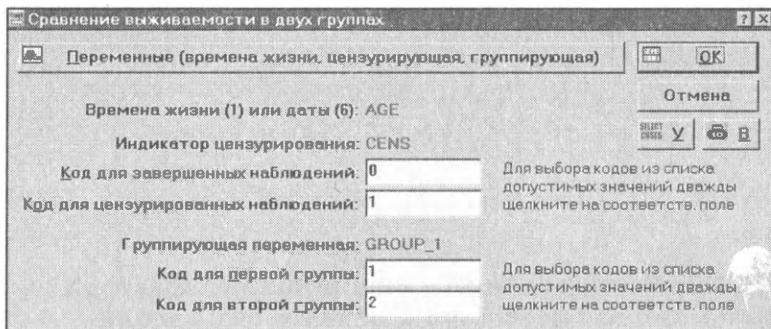 Сравнение выживаемости в двух группах
Переменные (времена жизни, цензурирующая, группирующая)
OK
Отмена
Времена жизни (1) или даты (6): AGE
SELECT CASES У В
Индикатор цензурирования: CENS
Код для завершенных наблюдений: 0
Для выбора кодов из списка
допустимых значений дважды
щелкните на соответств. поле
Код для цензурированных наблюдений: 1
Группирующая переменная: GROUP_1
Код для первой группы: 1
Для выбора кодов из списка
допустимых значений дважды
щелкните на соответств. поле
Код для второй группы: 2